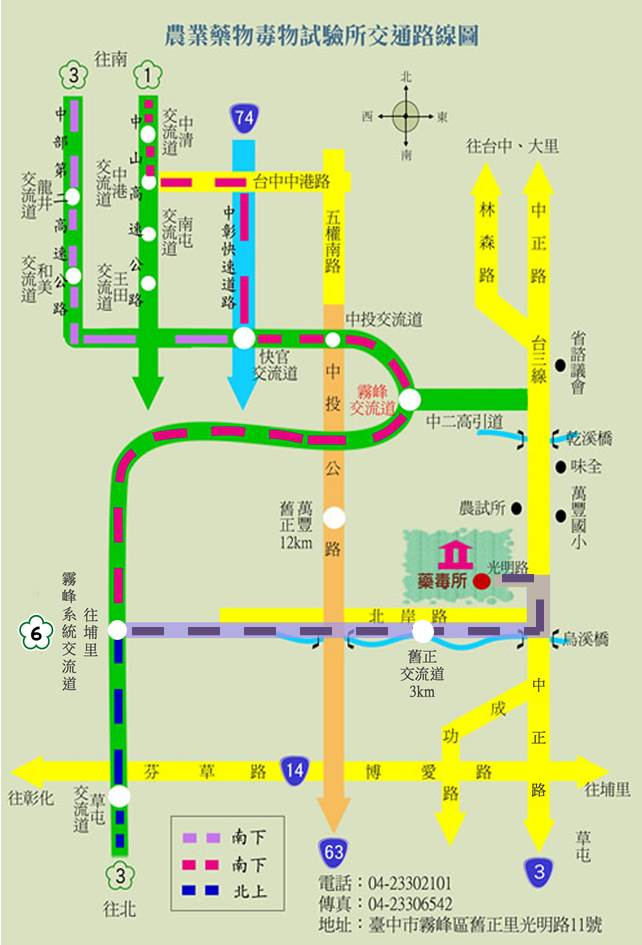 農業藥物毒物試驗所交通路線圖
往南
3
1
74
北
西
東
南
往台中、大里
中部第二高速公路
中山高速公路
中清交流道
中港交流道
台中中港路
龍井交流道
南屯交流道
和美交流道
王田交流道
中彰快速道路
五權南路
林森路
中正路
快官交流道
中投交流道
台三線
省諮議會
霧峰交流道
中二高引道
中投公路
乾溪橋
味全
農試所
萬豐國小
萬豐舊正
12km
光明路
藥毒所
霧峰系統交流道
往埔里
6
北岸路
烏溪橋
舊正
交流道
3km
中正路
成功路
芬草路
14
博愛路
往彰化
往埔里
草屯交流道
草屯
南下
南下
北上
3
往北
63
3
電話：04-23302101
傳真：04-23306542
地址：臺中市霧峰區舊正里光明路11號